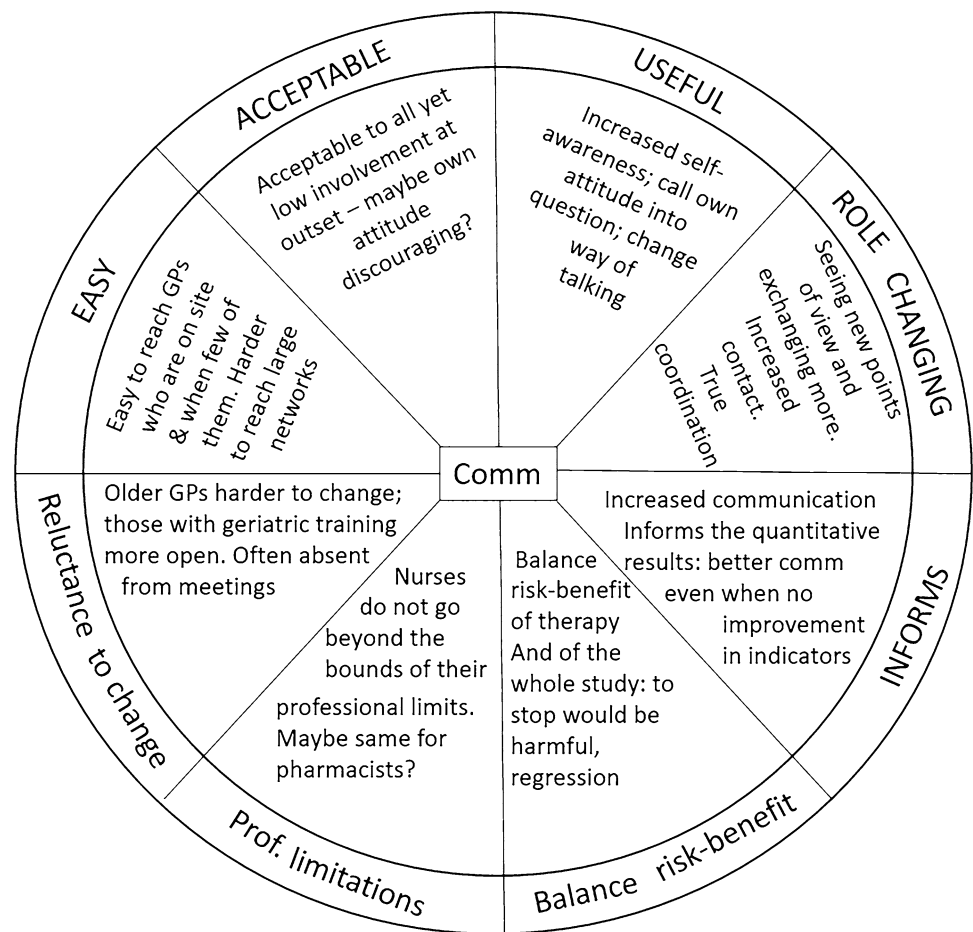 ACCEPTABLE
Acceptable to all yet
low involvement at
outset – maybe own
attitude
discouraging?
USEFUL
Increased self-
awareness; call own
attitude into
question; change
way of
talking
ROLE CHANGING
Seeing new points
of view and
exchanging more.
Increased
contact.
True
coordination
INFORMS
Increased communication
Informs the quantitative
results: better comm
even when no
improvement
in indicators
Balance risk-benefit
Balance
risk-benefit
of therapy
And of the
whole study: to
stop would be
harmful,
regression
Prof. limitations
Nurses
do not go
beyond the
bounds of their
professional limits.
Maybe same for
pharmacists?
Reluctance to change
Older GPs harder to change;
those with geriatric training
more open. Often absent
from meetings
EASY
Easy to reach GPs
who are on site
& when few of
them. Harder
to reach large
networks
Comm